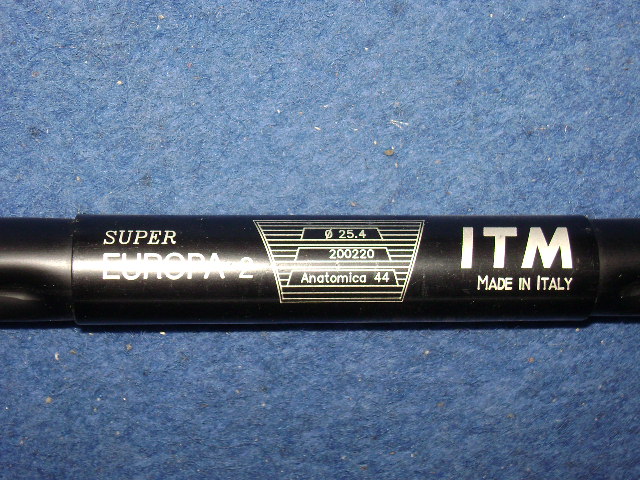 SUPER
EUROPA 2
Ø 25.4
200220
Anatomica 44
ITM
MADE IN ITALY